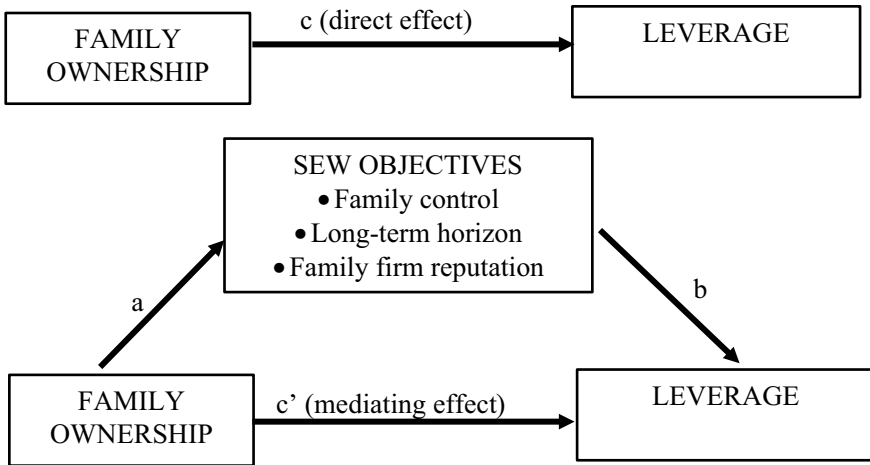 c (direct effect)
FAMILY
OWNERSHIP
LEVERAGE
SEW OBJECTIVES
•Family control
•Long-term horizon
•Family firm reputation
a
b
FAMILY
OWNERSHIP
c’ (mediating effect)
LEVERAGE